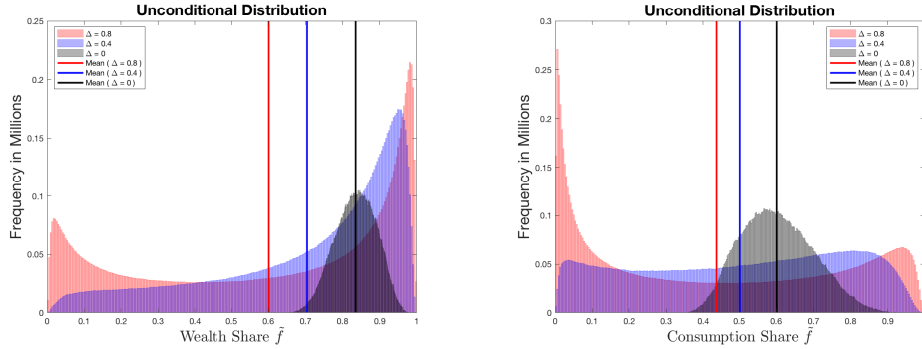 Unconditional Distribution
0.25
0.2
0.15
0.1
0.05
0
Frequency in Millions
Δ = 0.8
Δ = 0.4
Δ = 0
Mean ( Δ = 0.8 )
Mean ( Δ = 0.4 )
Mean ( Δ = 0 )
0 0.1 0.2 0.3 0.4 0.5 0.6 0.7 0.8 0.9 1
Wealth Share f̃
Unconditional Distribution
0.3
0.25
0.2
0.15
0.1
0.05
0
Frequency in Millions
Δ = 0.8
Δ = 0.4
Δ = 0
Mean ( Δ = 0.8 )
Mean ( Δ = 0.4 )
Mean ( Δ = 0 )
0 0.1 0.2 0.3 0.4 0.5 0.6 0.7 0.8 0.9
Consumption Share f̃